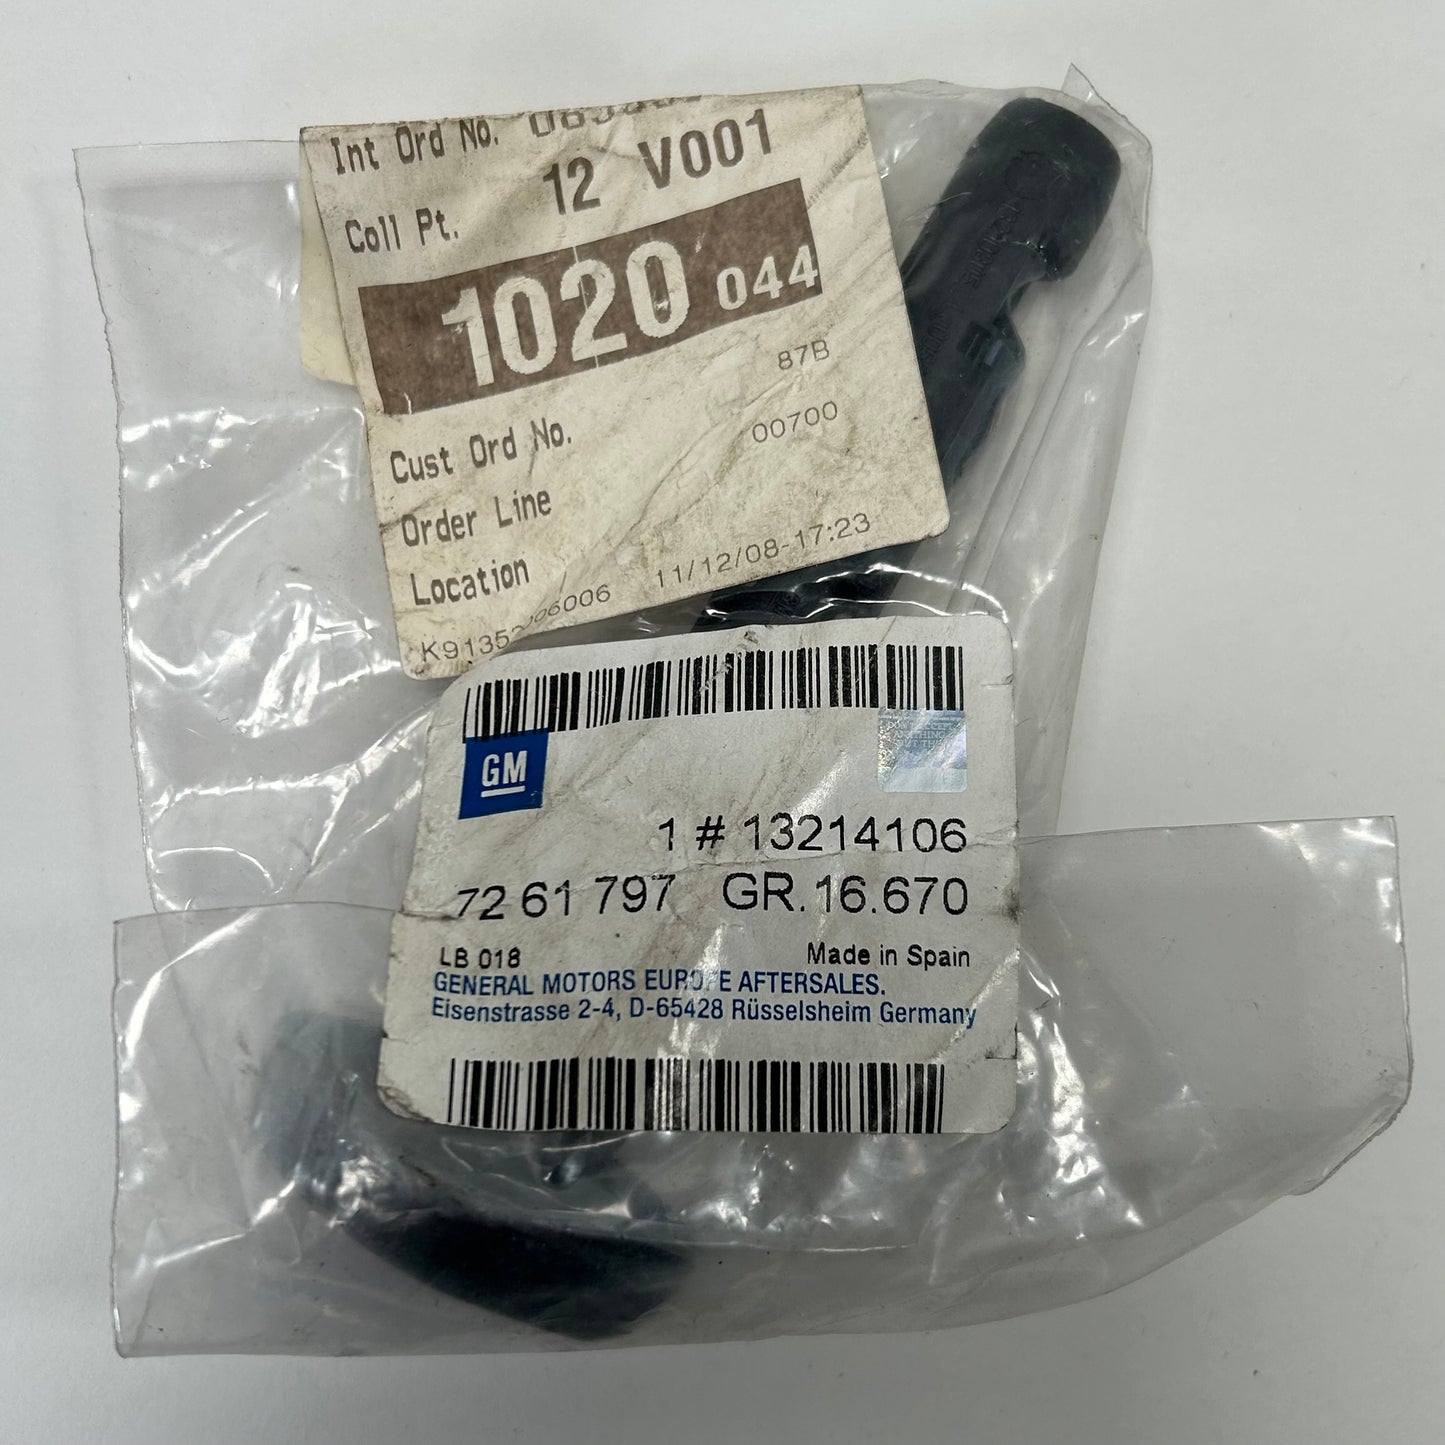 Int Ord No.
12 V001
Coll Pt.
1020 044
87B
Cust Ord No.
00700
Order Line
Location
11/12/08-17:23
GM
1 # 13214106
72 61 797 GR.16.670
LB 018 Made in Spain
GENERAL MOTORS EUROPE AFTERSALES.
Eisenstrasse 2-4, D-65428 Rüsselsheim Germany